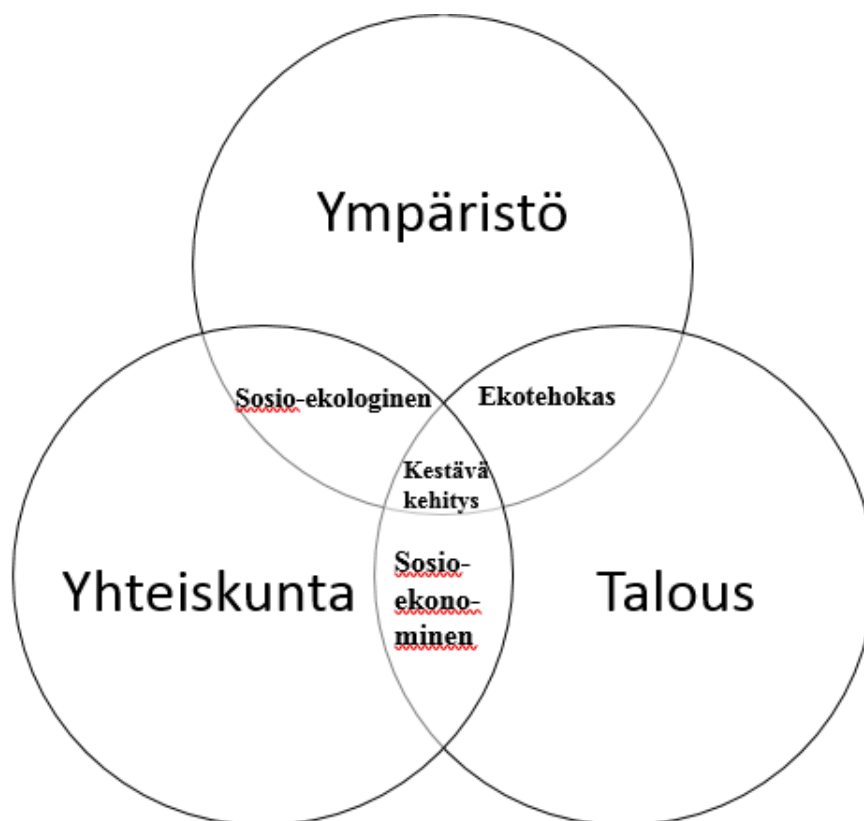 Ympäristö
Sosio-ekologinen
Ekotehokas
Kestävä
kehitys
Yhteiskunta
Sosio-
ekono-
minen
Talous